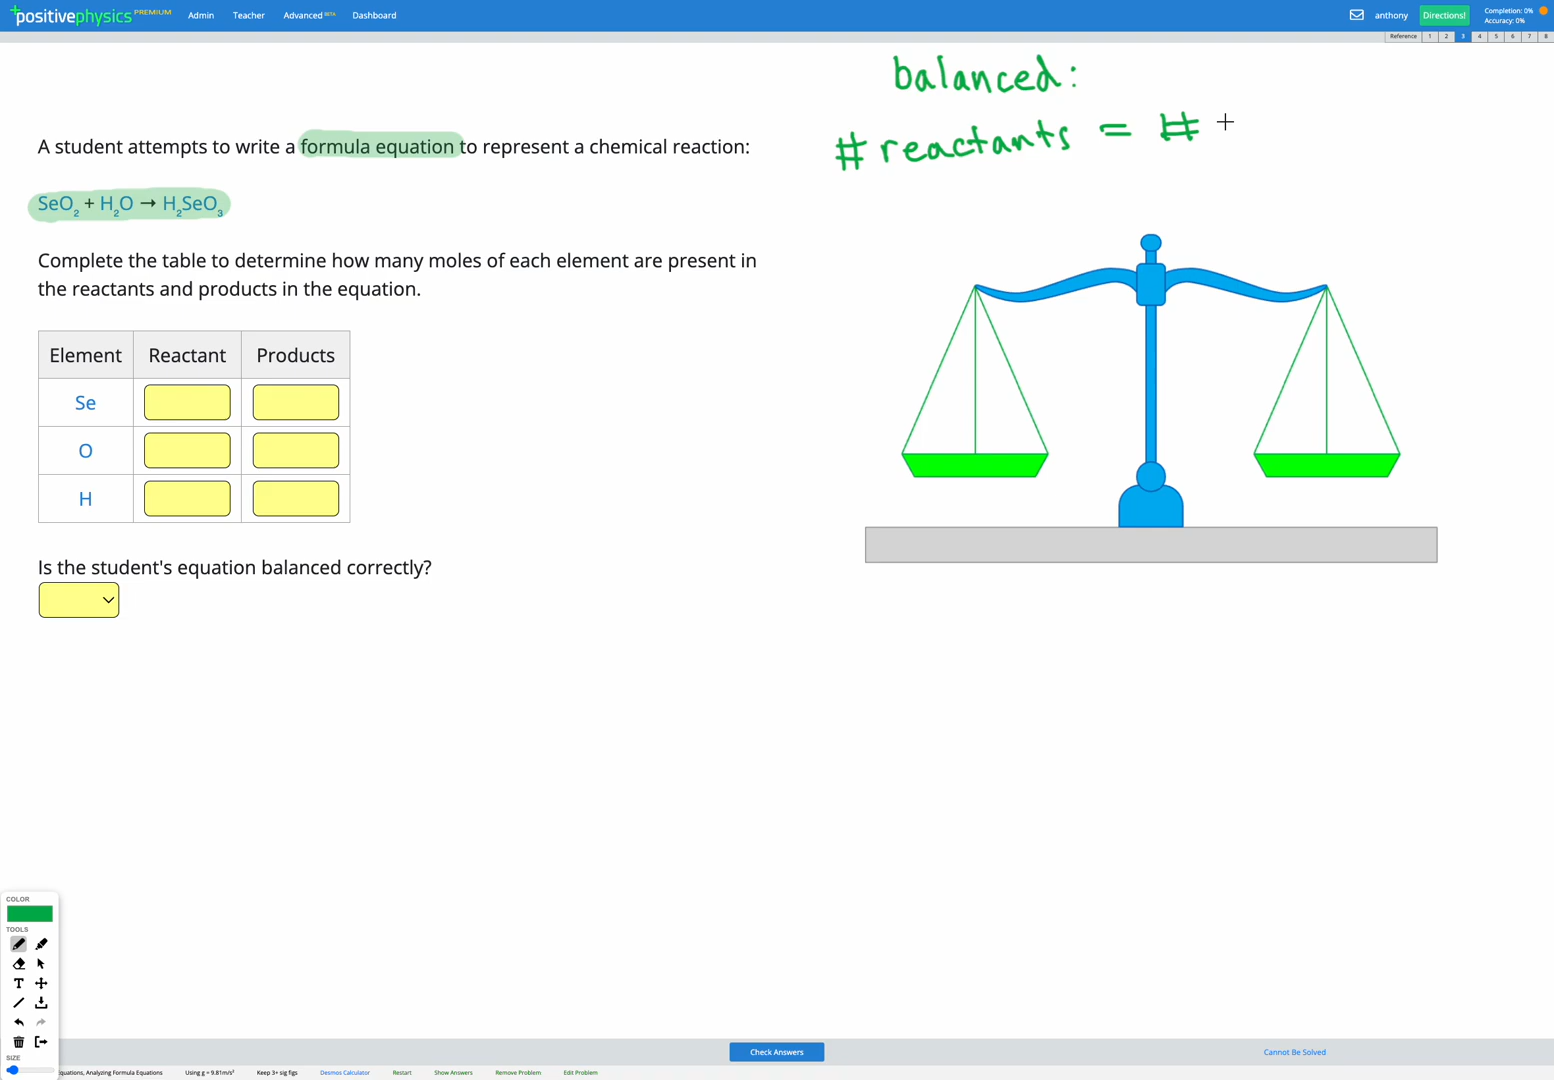 +positivephysics PREMIUM Admin Teacher Advanced BETA Dashboard anthony Directions! Completion: 0%
Accuracy: 0%
Reference 1 2 3 4 5 6 7 8
balanced:
#reactants = #
A student attempts to write a formula equation to represent a chemical reaction:
SeO₂ + H₂O → H₂SeO₃
Complete the table to determine how many moles of each element are present in
the reactants and products in the equation.
Element Reactant Products
Se
O
H
Is the student's equation balanced correctly?
COLOR
TOOLS
T
SIZE
Check Answers Cannot Be Solved
Equations, Analyzing Formula Equations Using g = 9.81m/s² Keep 3+ sig figs Desmos Calculator Restart Show Answers Remove Problem Edit Problem